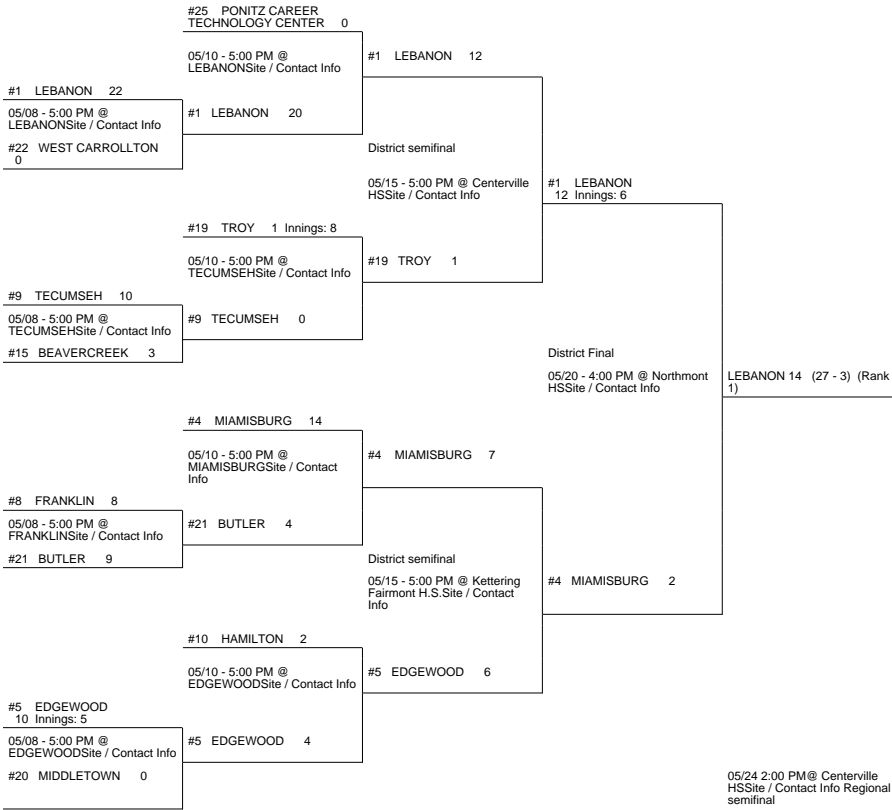 #25 PONITZ CAREER
TECHNOLOGY CENTER 0
05/10 - 5:00 PM @
LEBANONSite / Contact Info
#1 LEBANON 12
#1 LEBANON 22
05/08 - 5:00 PM @
LEBANONSite / Contact Info
#1 LEBANON 20
#22 WEST CARROLLTON
0
District semifinal
05/15 - 5:00 PM @ Centerville
HSSite / Contact Info
#1 LEBANON
12 Innings: 6
#19 TROY 1 Innings: 8
05/10 - 5:00 PM @
TECUMSEHSite / Contact Info
#19 TROY 1
#9 TECUMSEH 10
05/08 - 5:00 PM @
TECUMSEHSite / Contact Info
#9 TECUMSEH 0
#15 BEAVERCREEK 3
District Final
05/20 - 4:00 PM @ Northmont
HSSite / Contact Info
LEBANON 14 (27 - 3) (Rank
1)
#4 MIAMISBURG 14
05/10 - 5:00 PM @
MIAMISBURGSite / Contact
Info
#4 MIAMISBURG 7
#8 FRANKLIN 8
05/08 - 5:00 PM @
FRANKLINSite / Contact Info
#21 BUTLER 4
#21 BUTLER 9
District semifinal
05/15 - 5:00 PM @ Kettering
Fairmont H.S.Site / Contact
Info
#4 MIAMISBURG 2
#10 HAMILTON 2
05/10 - 5:00 PM @
EDGEWOODSite / Contact Info
#5 EDGEWOOD 6
#5 EDGEWOOD
10 Innings: 5
05/08 - 5:00 PM @
EDGEWOODSite / Contact Info
#5 EDGEWOOD 4
#20 MIDDLETOWN 0
05/24 2:00 PM@ Centerville
HSSite / Contact Info Regional
semifinal